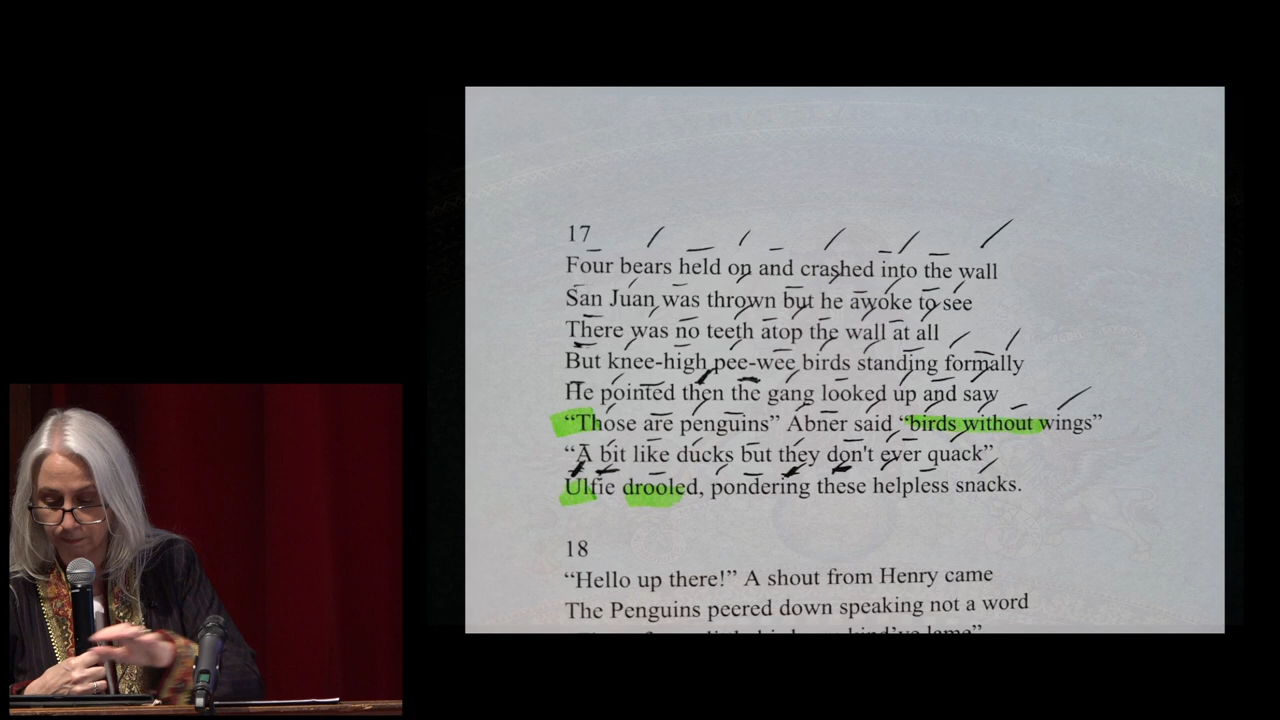 17
Four bears held on and crashed into the wall
San Juan was thrown but he awoke to see
There was no teeth atop the wall at all
But knee-high pee-wee birds standing formally
He pointed then the gang looked up and saw
“Those are penguins” Abner said “birds without wings”
“A bit like ducks but they don't ever quack”
Ulfie drooled, pondering these helpless snacks.
18
“Hello up there!” A shout from Henry came
The Penguins peered down speaking not a word